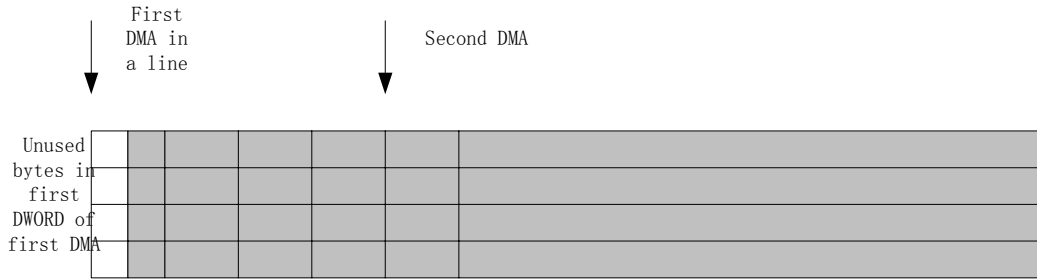 First
DMA in
a line
Second DMA
Unused
bytes in
first
DWORD of
first DMA